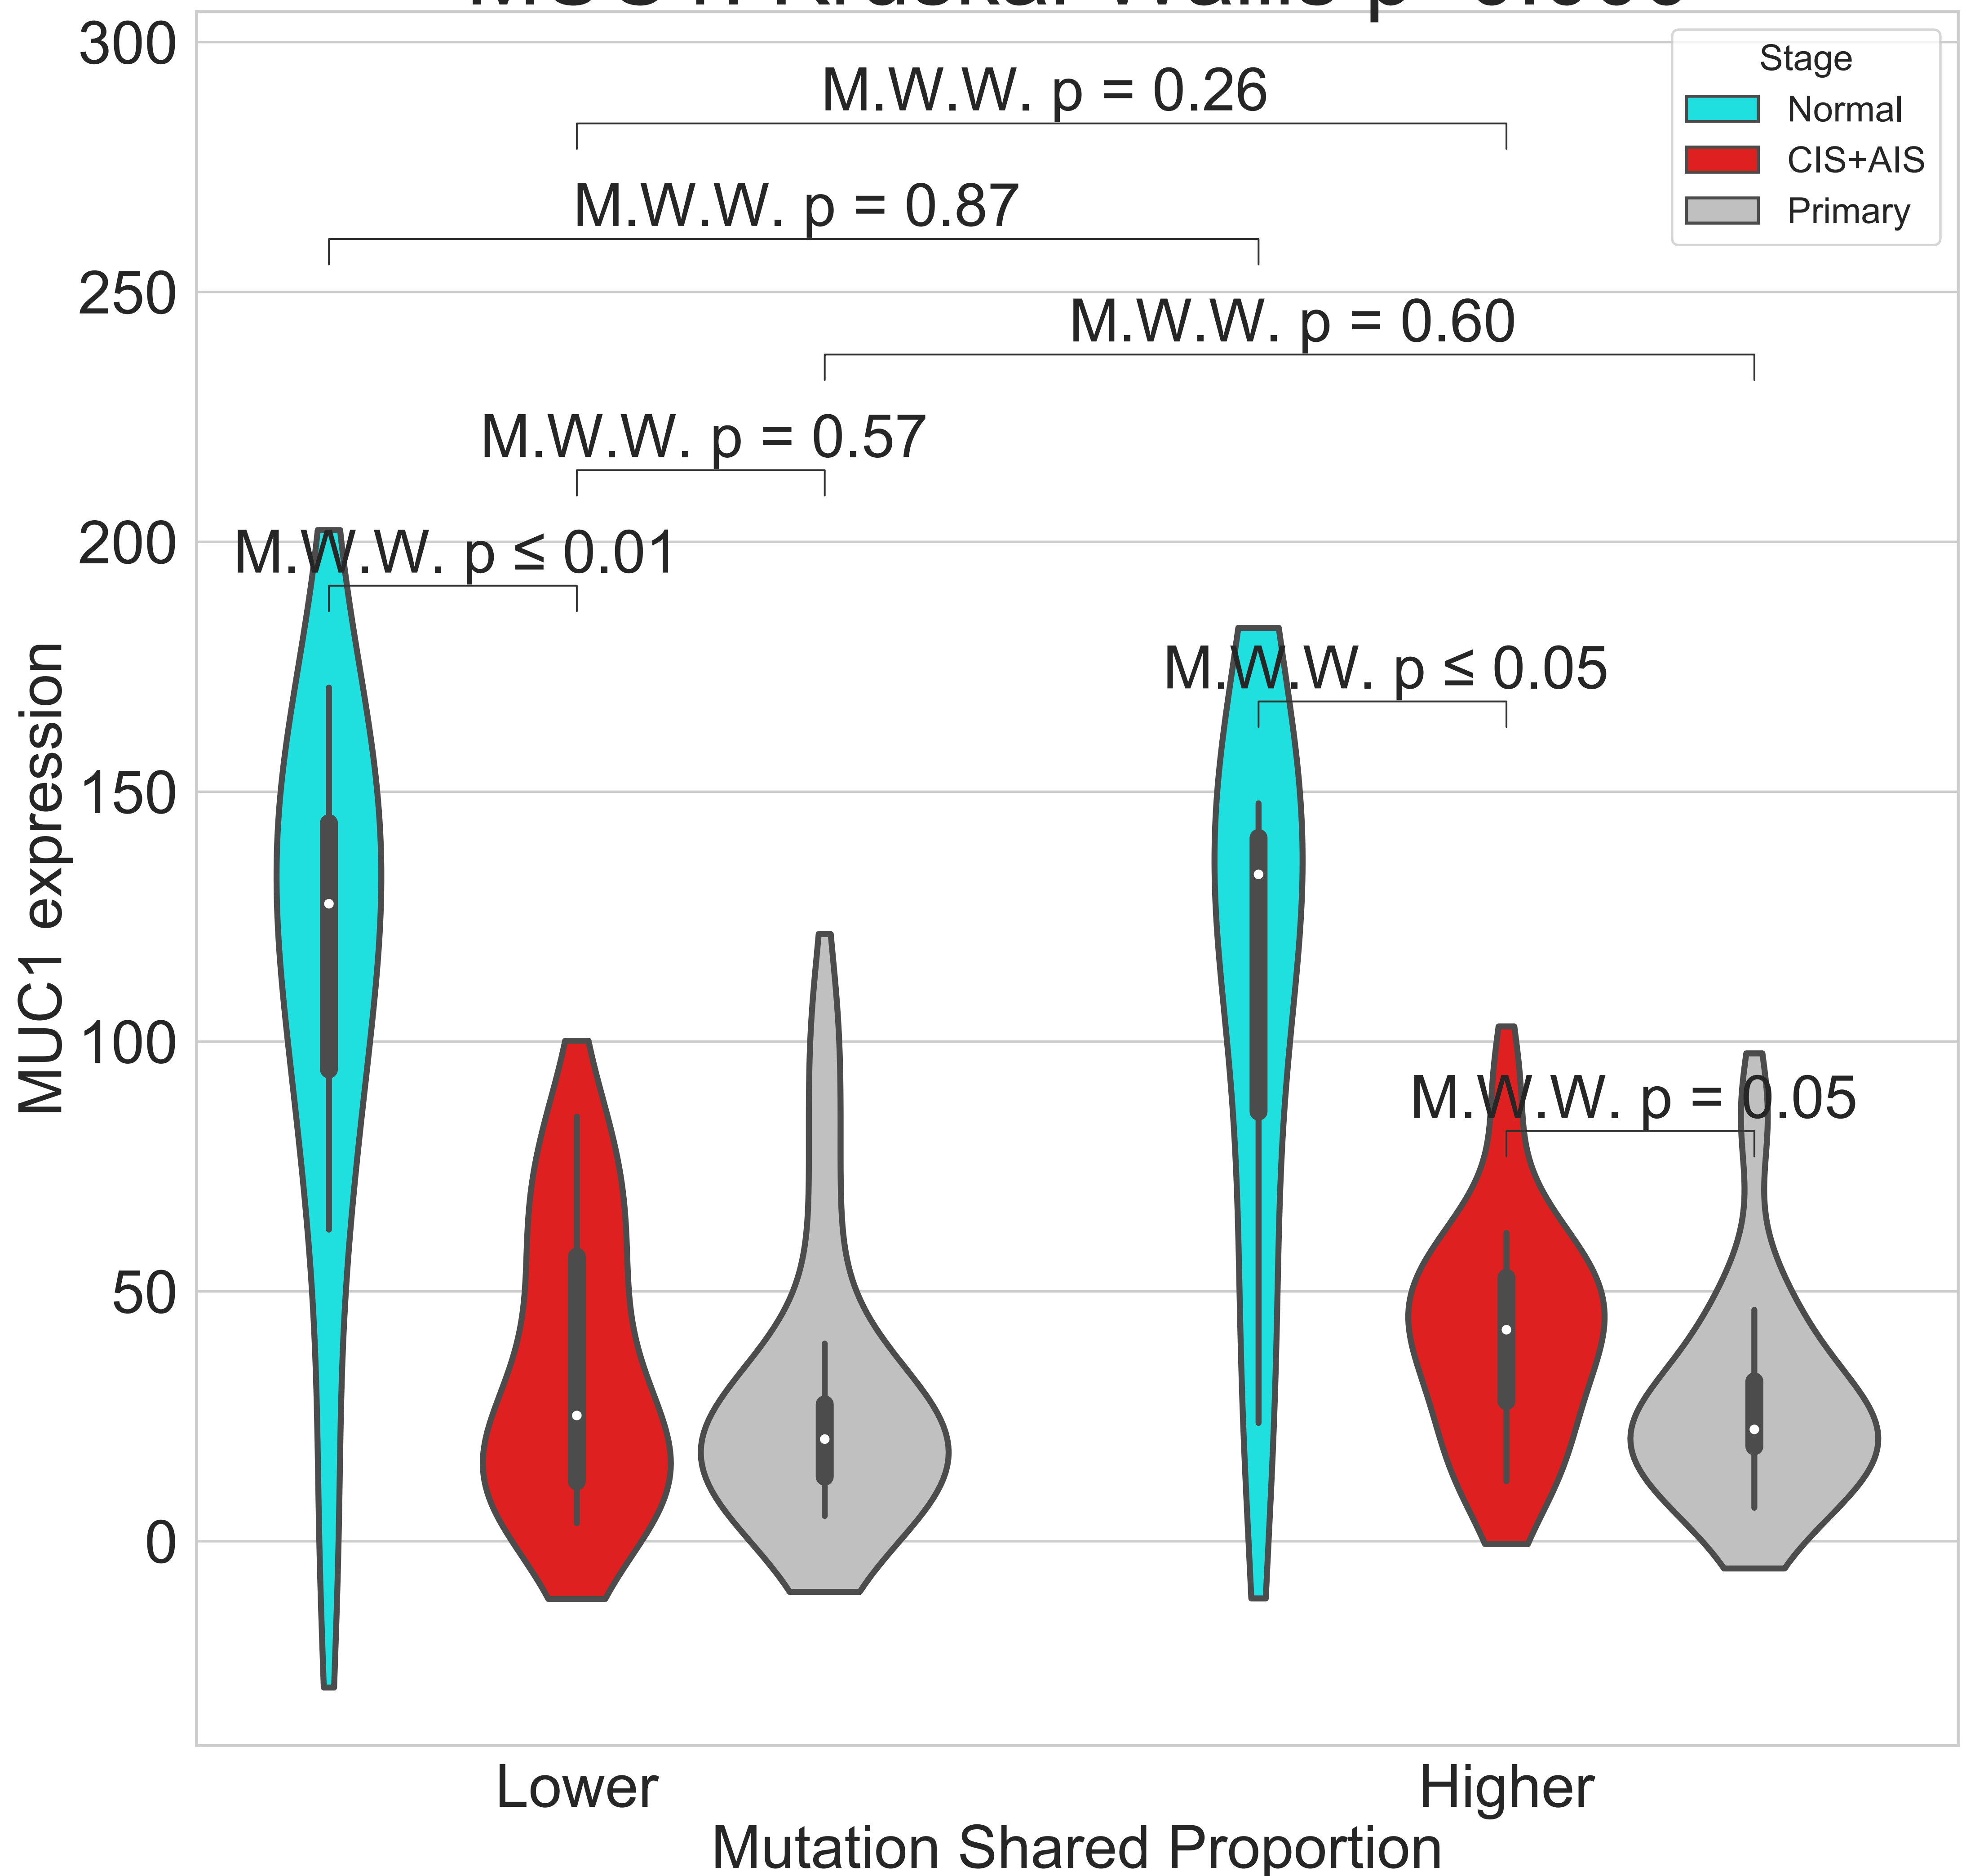 300
Stage
Normal
CIS+AIS
Primary
M.W.W. p = 0.26
M.W.W. p = 0.87
250
M.W.W. p = 0.60
M.W.W. p = 0.57
200
M.W.W. p ≤ 0.01
M.W.W. p ≤ 0.05
150
MUC1 expression
100
M.W.W. p = 0.05
50
0
Lower
Higher
Mutation Shared Proportion